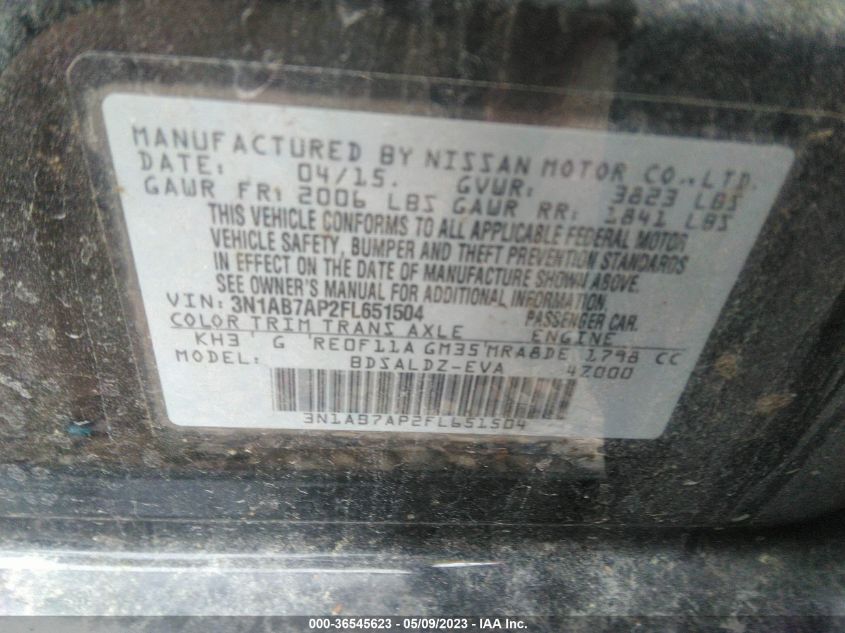 MANUFACTURED BY NISSAN MOTOR CO.,LTD.
DATE: 04/15. GVWR: 3823 LBS
GAWR FR: 2006 LBS GAWR RR: 1841 LBS
THIS VEHICLE CONFORMS TO ALL APPLICABLE FEDERAL MOTOR
VEHICLE SAFETY, BUMPER AND THEFT PREVENTION STANDARDS
IN EFFECT ON THE DATE OF MANUFACTURE SHOWN ABOVE.
SEE OWNER'S MANUAL FOR ADDITIONAL INFORMATION.
VIN: 3N1AB7AP2FL651504 PASSENGER CAR.
COLOR TRIM TRANS AXLE ENGINE
KH3 G RE0F11A GM35 MRA8DE 1798 CC
MODEL: BDSALDZ-EVA 47000
3N1AB7AP2FL651504
000-36545623 - 05/09/2023 - IAA Inc.